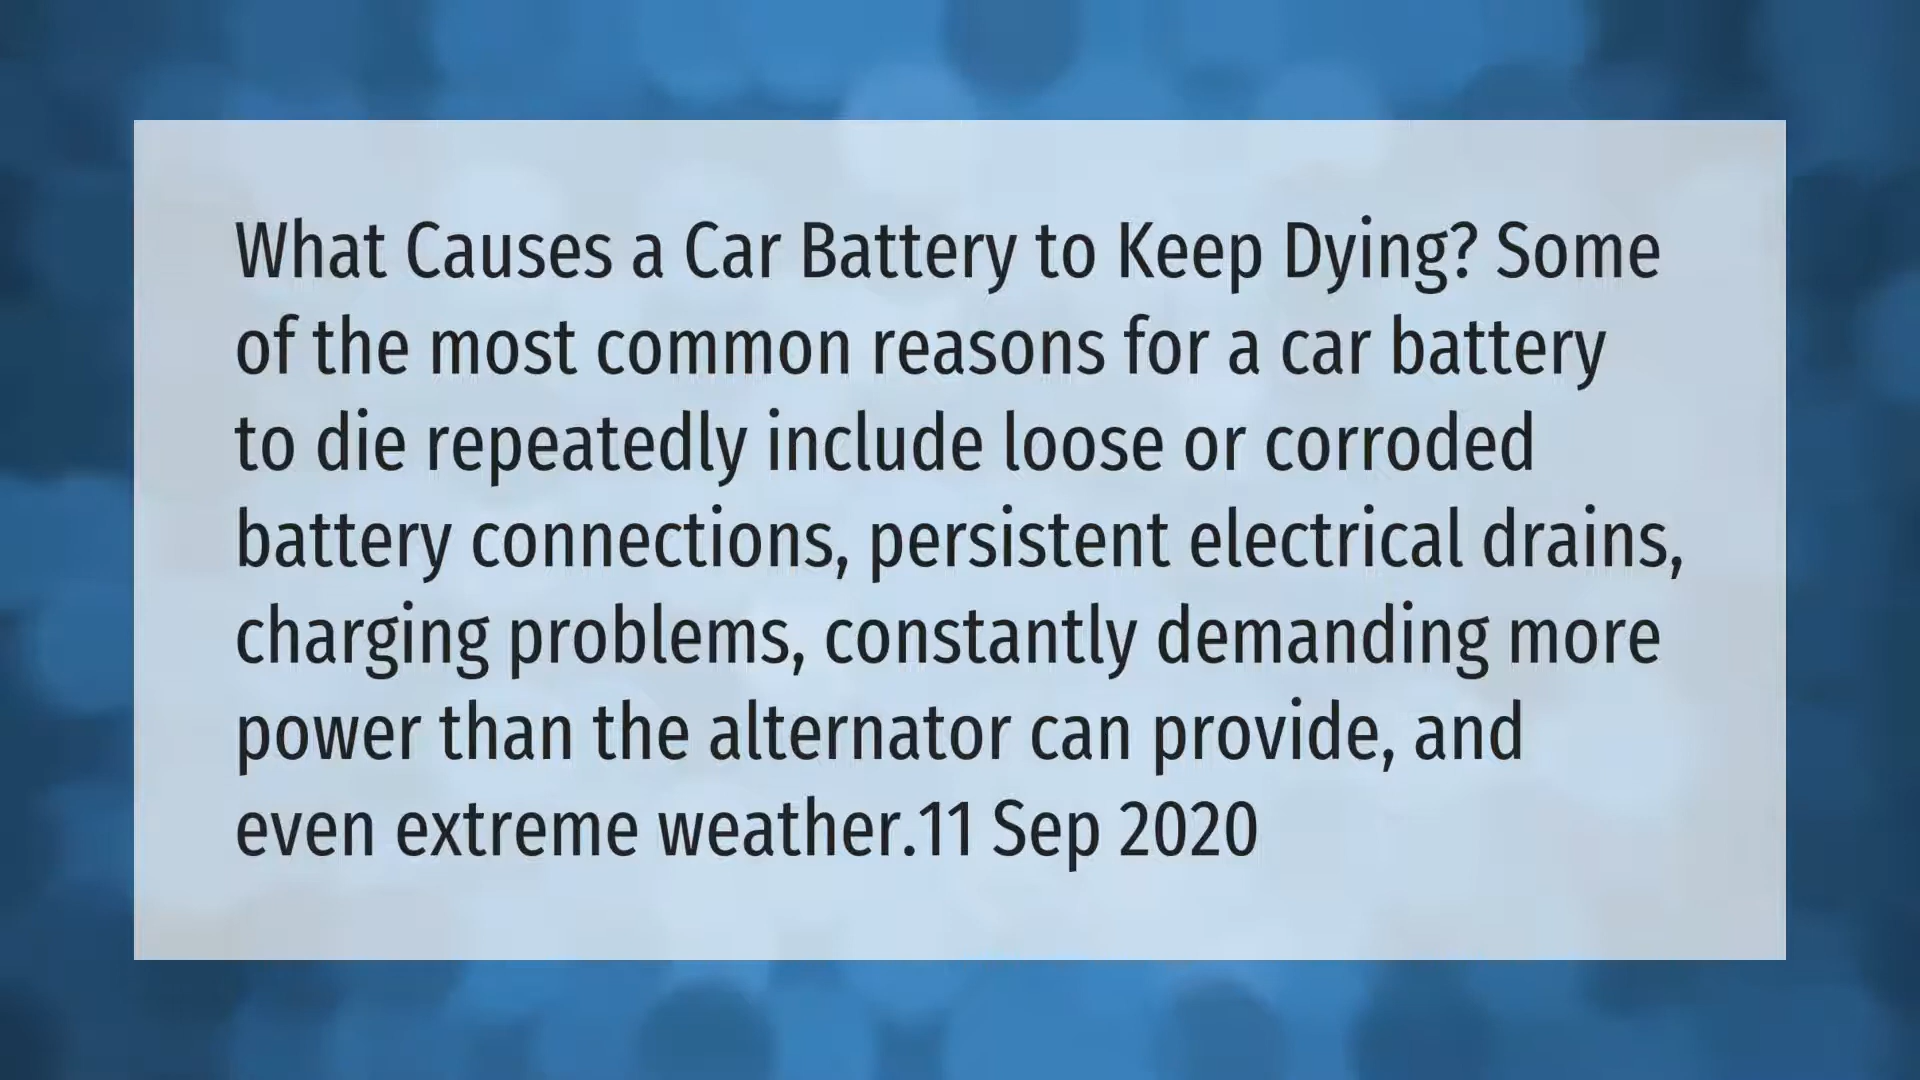 What Causes a Car Battery to Keep Dying? Some
of the most common reasons for a car battery
to die repeatedly include loose or corroded
battery connections, persistent electrical drains,
charging problems, constantly demanding more
power than the alternator can provide, and
even extreme weather.11 Sep 2020